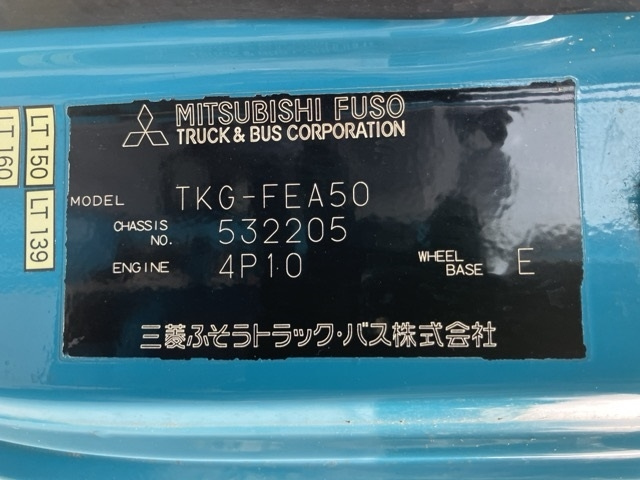 MITSUBISHI FUSO
TRUCK & BUS CORPORATION
LT 160
LT 150
LT 139
MODEL TKG-FEA50
CHASSIS NO. 532205
ENGINE 4P10
WHEEL BASE E
三菱ふそうトラック・バス株式会社